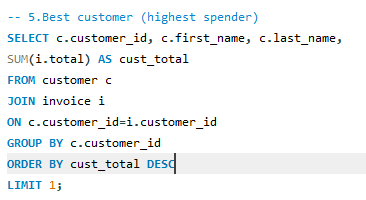 -- 5.Best customer (highest spender)
SELECT c.customer_id, c.first_name, c.last_name,
SUM(i.total) AS cust_total
FROM customer c
JOIN invoice i
ON c.customer_id=i.customer_id
GROUP BY c.customer_id
ORDER BY cust_total DESC
LIMIT 1;